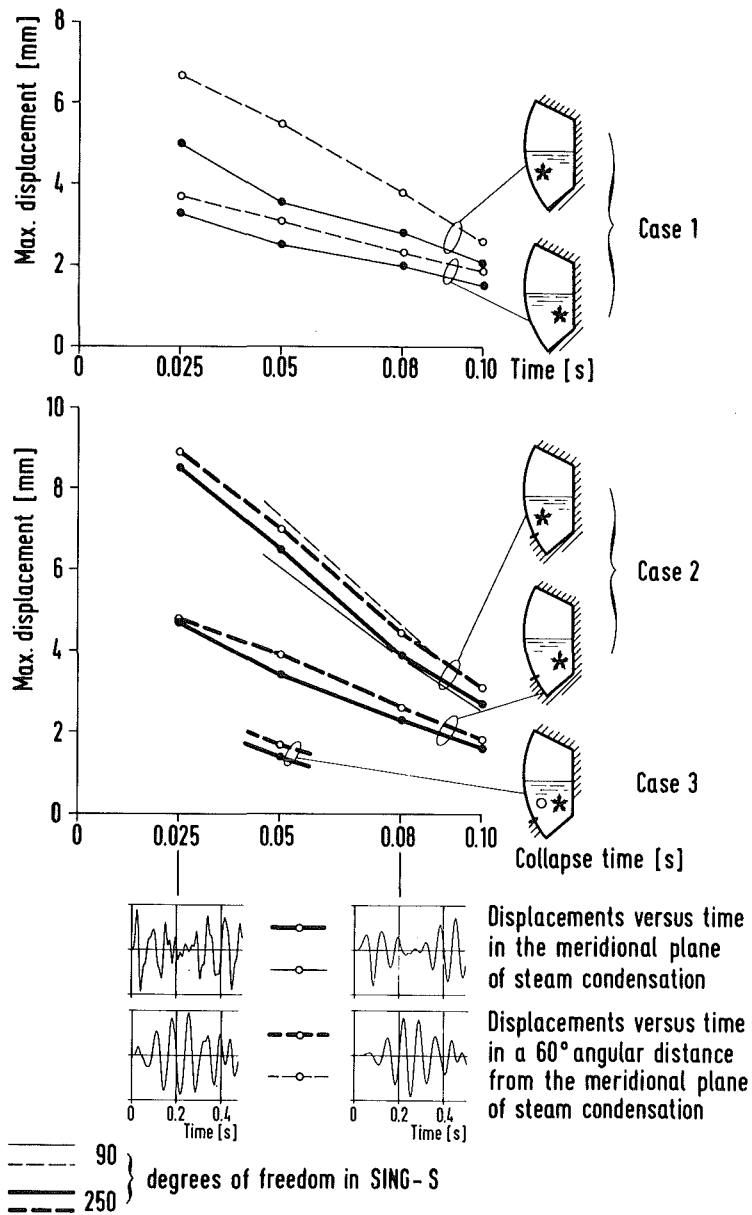 8
6
4
2
0
Max. displacement [mm]
0
0.025
0.05
0.08
0.10
Time [s]
Case 1
10
8
6
4
2
0
Max. displacement [mm]
0
0.025
0.05
0.08
0.10
Collapse time [s]
Case 2
Case 3
Displacements versus time
in the meridional plane
of steam condensation
Displacements versus time
in a 60° angular distance
from the meridional plane
of steam condensation
0 0.2 0.4
Time [s]
0 0.2 0.4
Time [s]
90
250
degrees of freedom in SING-S